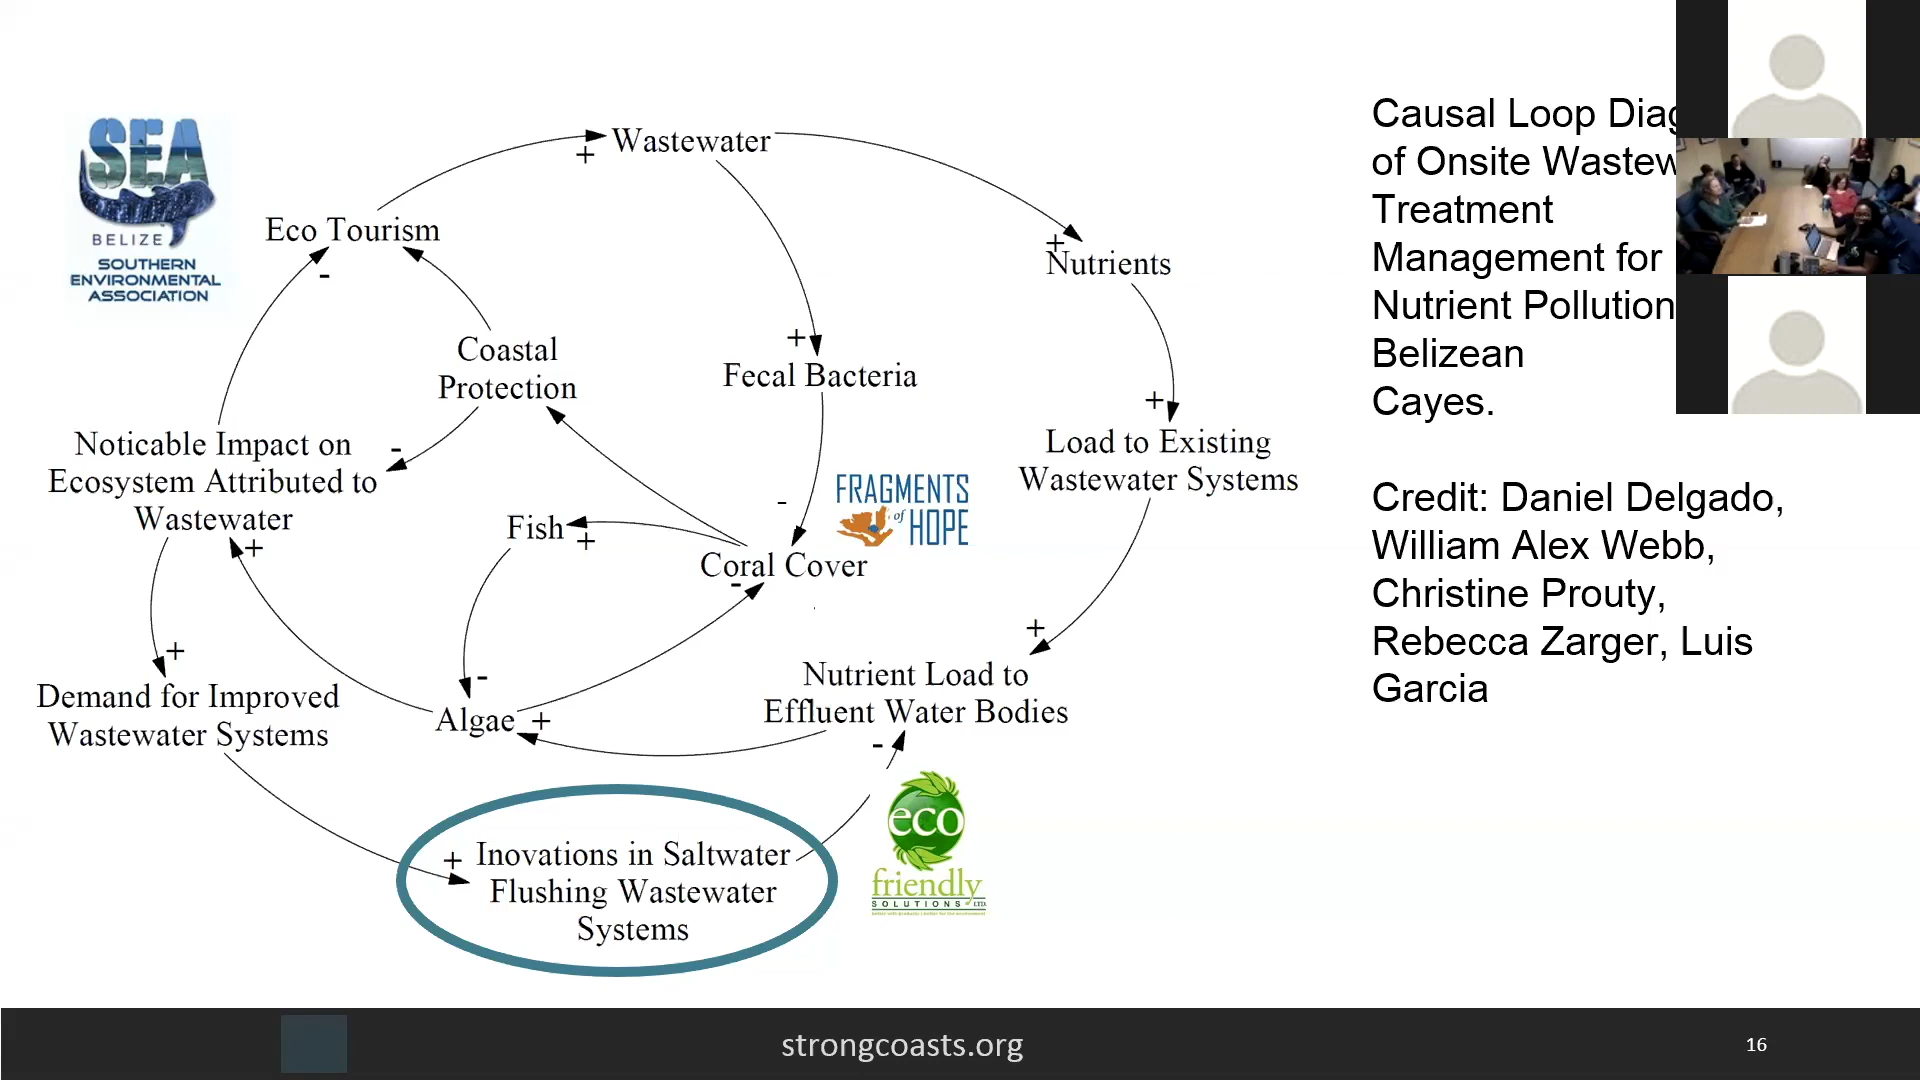 SEA
BELIZE
SOUTHERN
ENVIRONMENTAL
ASSOCIATION
Wastewater
+
Eco Tourism
-
+
Nutrients
Coastal
Protection
+
Fecal Bacteria
+
Load to Existing
Wastewater Systems
-
Noticable Impact on
Ecosystem Attributed to
Wastewater
+
Fish
+
-
FRAGMENTS
of
HOPE
Coral Cover
-
+
Demand for Improved
Wastewater Systems
-
Algae
+
+
Nutrient Load to
Effluent Water Bodies
-
+
Inovations in Saltwater
Flushing Wastewater
Systems
eco
friendly
SOLUTIONS LTD.
Causal Loop Diag
of Onsite Wastew
Treatment
Management for
Nutrient Pollution
Belizean
Cayes.
Credit: Daniel Delgado,
William Alex Webb,
Christine Prouty,
Rebecca Zarger, Luis
Garcia
strongcoasts.org
16